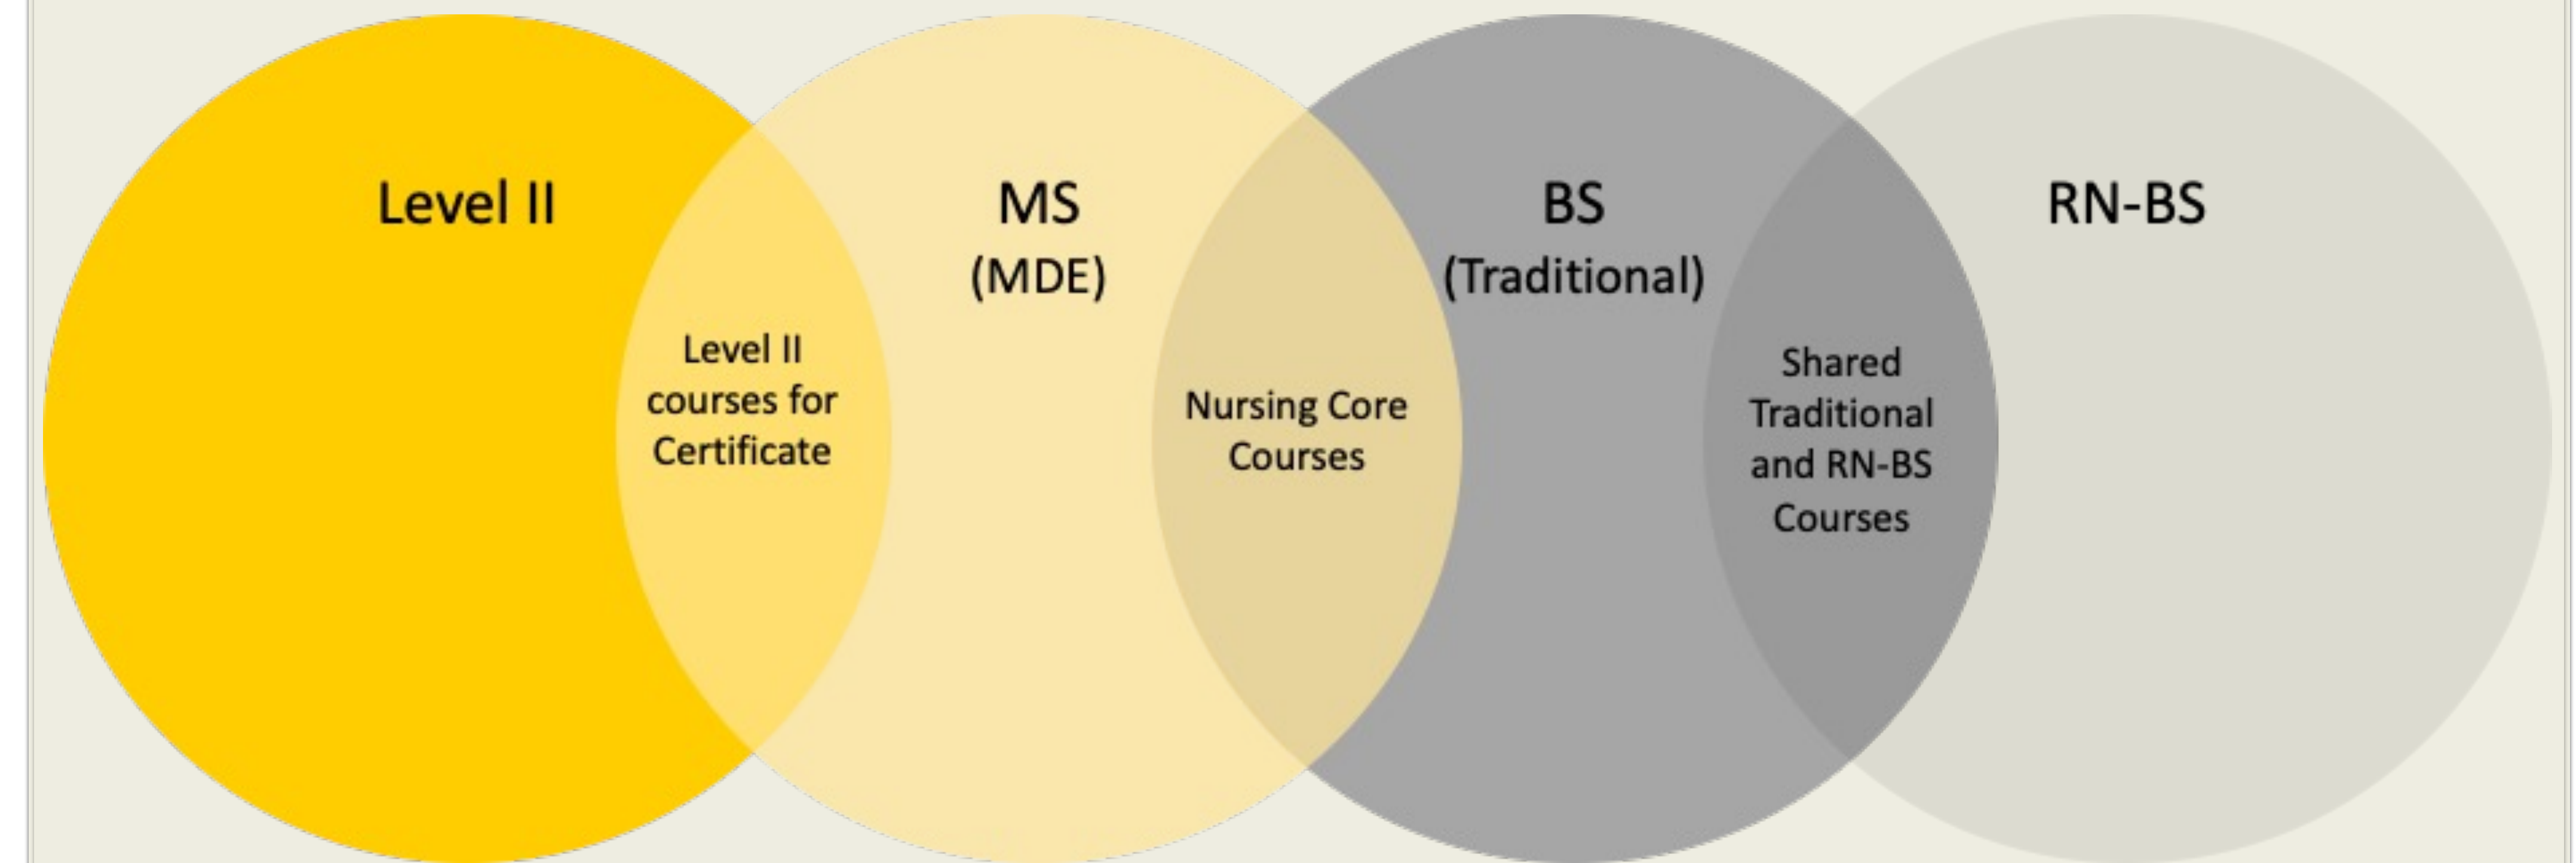 Level II
MS
(MDE)
BS
(Traditional)
RN-BS
Level II
courses for
Certificate
Nursing Core
Courses
Shared
Traditional
and RN-BS
Courses